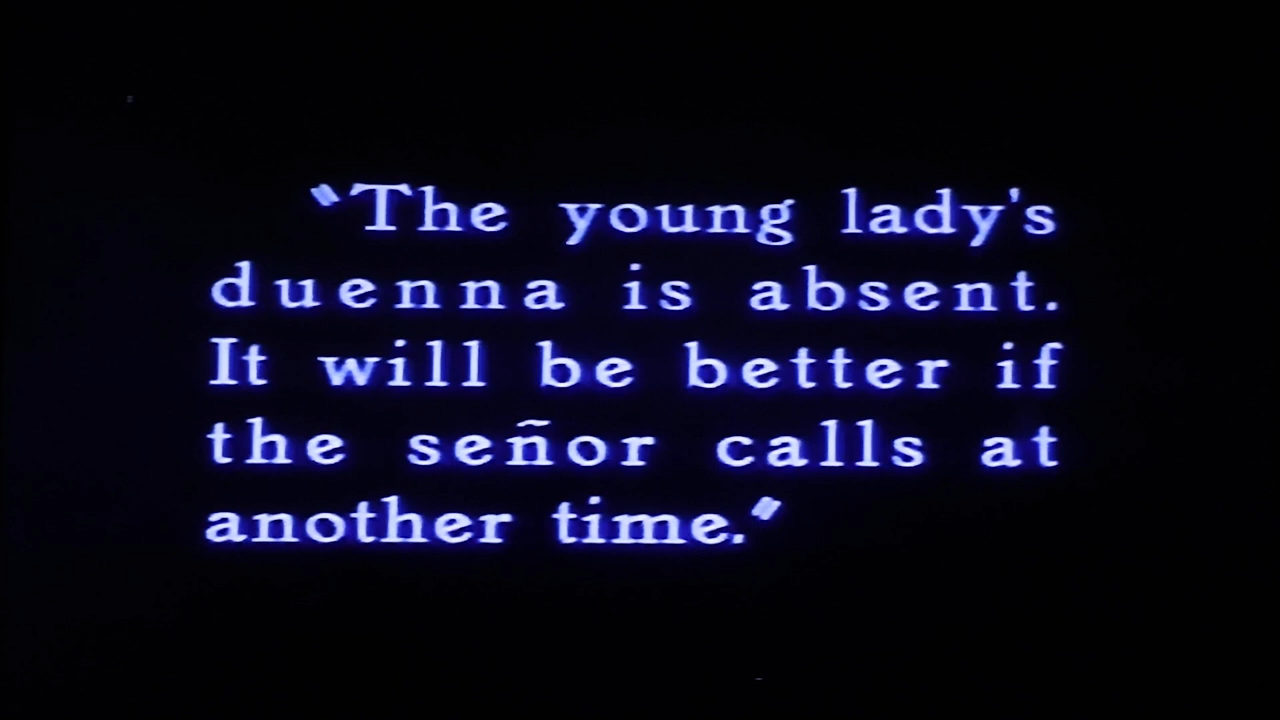 "The young lady's
duenna is absent.
It will be better if
the señor calls at
another time."